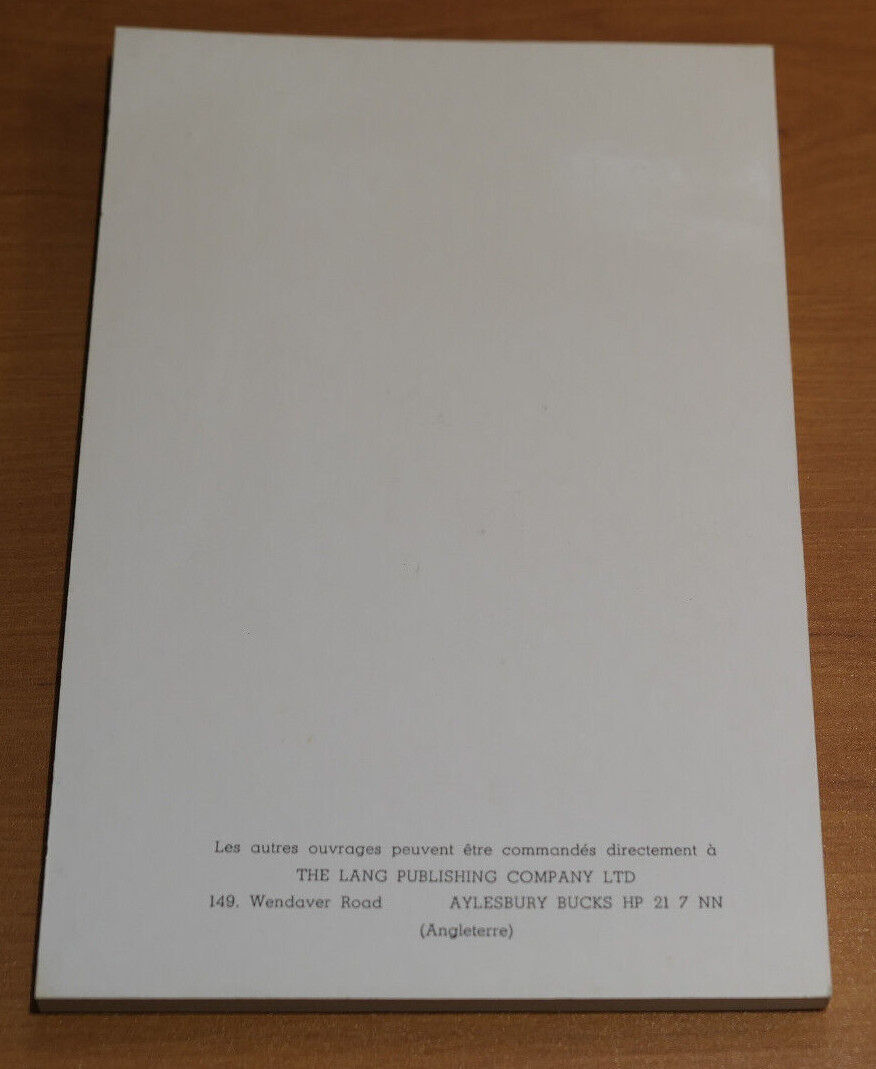 Les autres ouvrages peuvent être commandés directement à
THE LANG PUBLISHING COMPANY LTD
149. Wendaver Road AYLESBURY BUCKS HP 21 7 NN
(Angleterre)